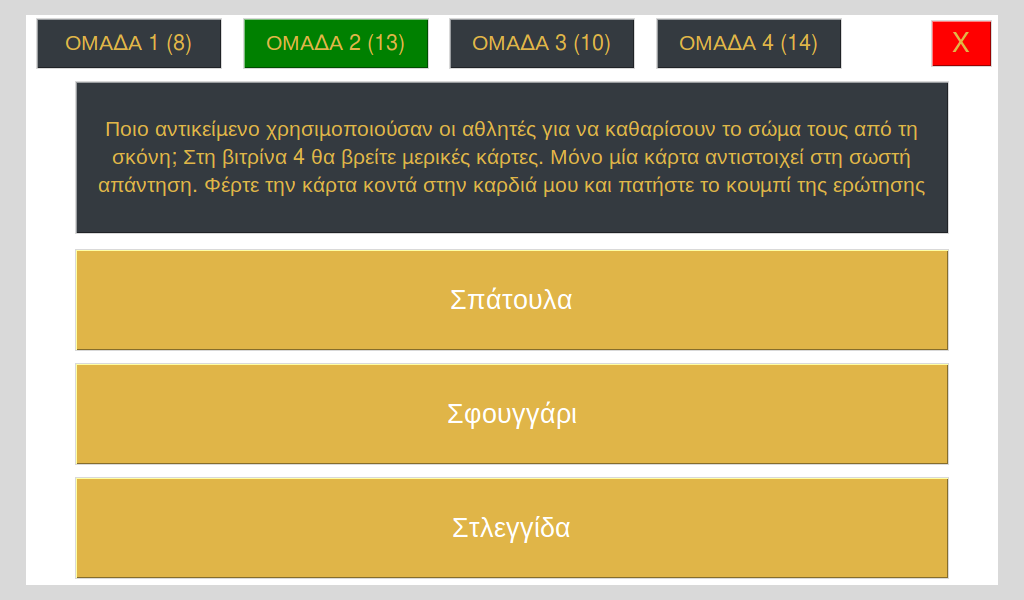 ΟΜΑΔΑ 1 (8)
ΟΜΑΔΑ 2 (13)
ΟΜΑΔΑ 3 (10)
ΟΜΑΔΑ 4 (14)
X
Ποιο αντικείμενο χρησιμοποιούσαν οι αθλητές για να καθαρίσουν το σώμα τους από τη
σκόνη; Στη βιτρίνα 4 θα βρείτε μερικές κάρτες. Μόνο μία κάρτα αντιστοιχεί στη σωστή
απάντηση. Φέρτε την κάρτα κοντά στην καρδιά μου και πατήστε το κουμπί της ερώτησης
Σπάτουλα
Σφουγγάρι
Στλεγγίδα